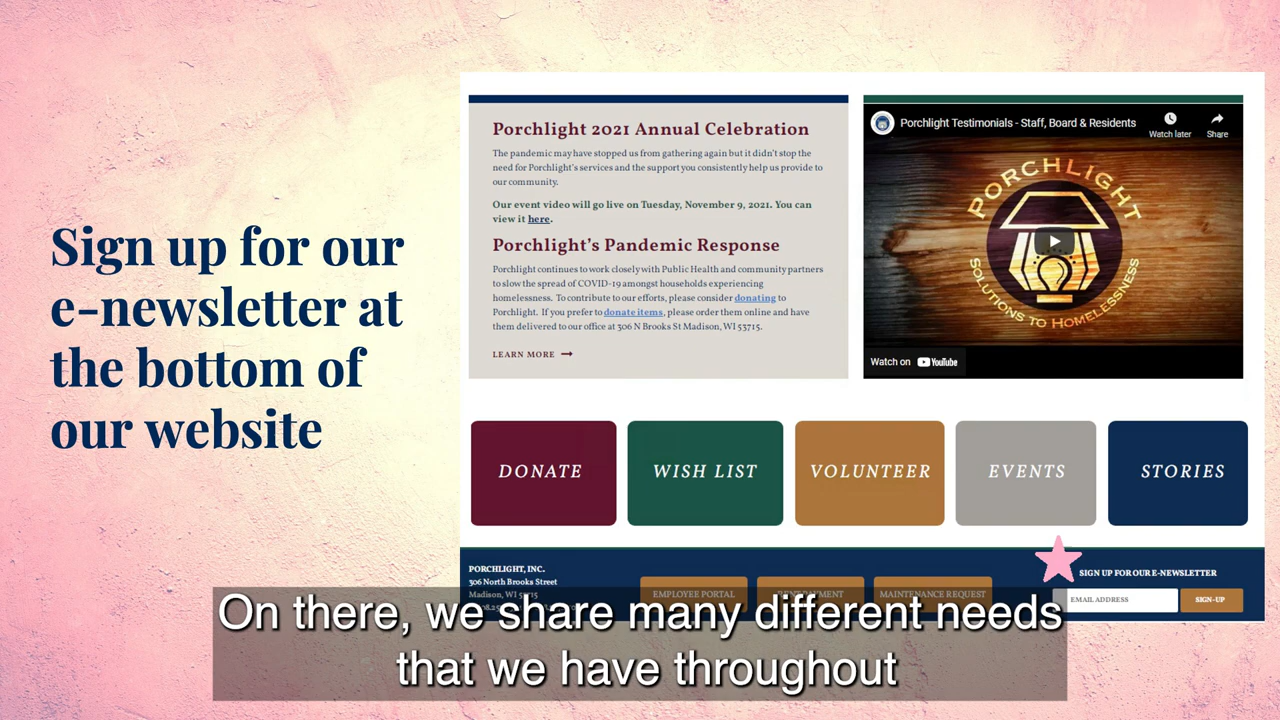 Sign up for our
e-newsletter at
the bottom of
our website
Porchlight 2021 Annual Celebration
The pandemic may have stopped us from gathering again but it didn't stop the
need for Porchlight's services and the support you consistently help us provide to
our community.
Our event video will go live on Tuesday, November 9, 2021. You can
view it here.
Porchlight's Pandemic Response
Porchlight continues to work closely with Public Health and community partners
to slow the spread of COVID-19 amongst households experiencing
homelessness. To contribute to our efforts, please consider donating to
Porchlight. If you prefer to donate items, please order them online and have
them delivered to our office at 306 N Brooks St Madison, WI 53715.
LEARN MORE
Porchlight Testimonials - Staff, Board & Residents
Watch later
Share
PORCHLIGHT
SOLUTIONS TO HOMELESSNESS
Watch on YouTube
DONATE
WISH LIST
VOLUNTEER
EVENTS
STORIES
PORCHLIGHT, INC.
306 North Brooks Street
Madison, WI 53715
EMPLOYEE PORTAL
RENT PAYMENT
MAINTENANCE REQUEST
SIGN UP FOR OUR E-NEWSLETTER
EMAIL ADDRESS
SIGN-UP
On there, we share many different needs
that we have throughout